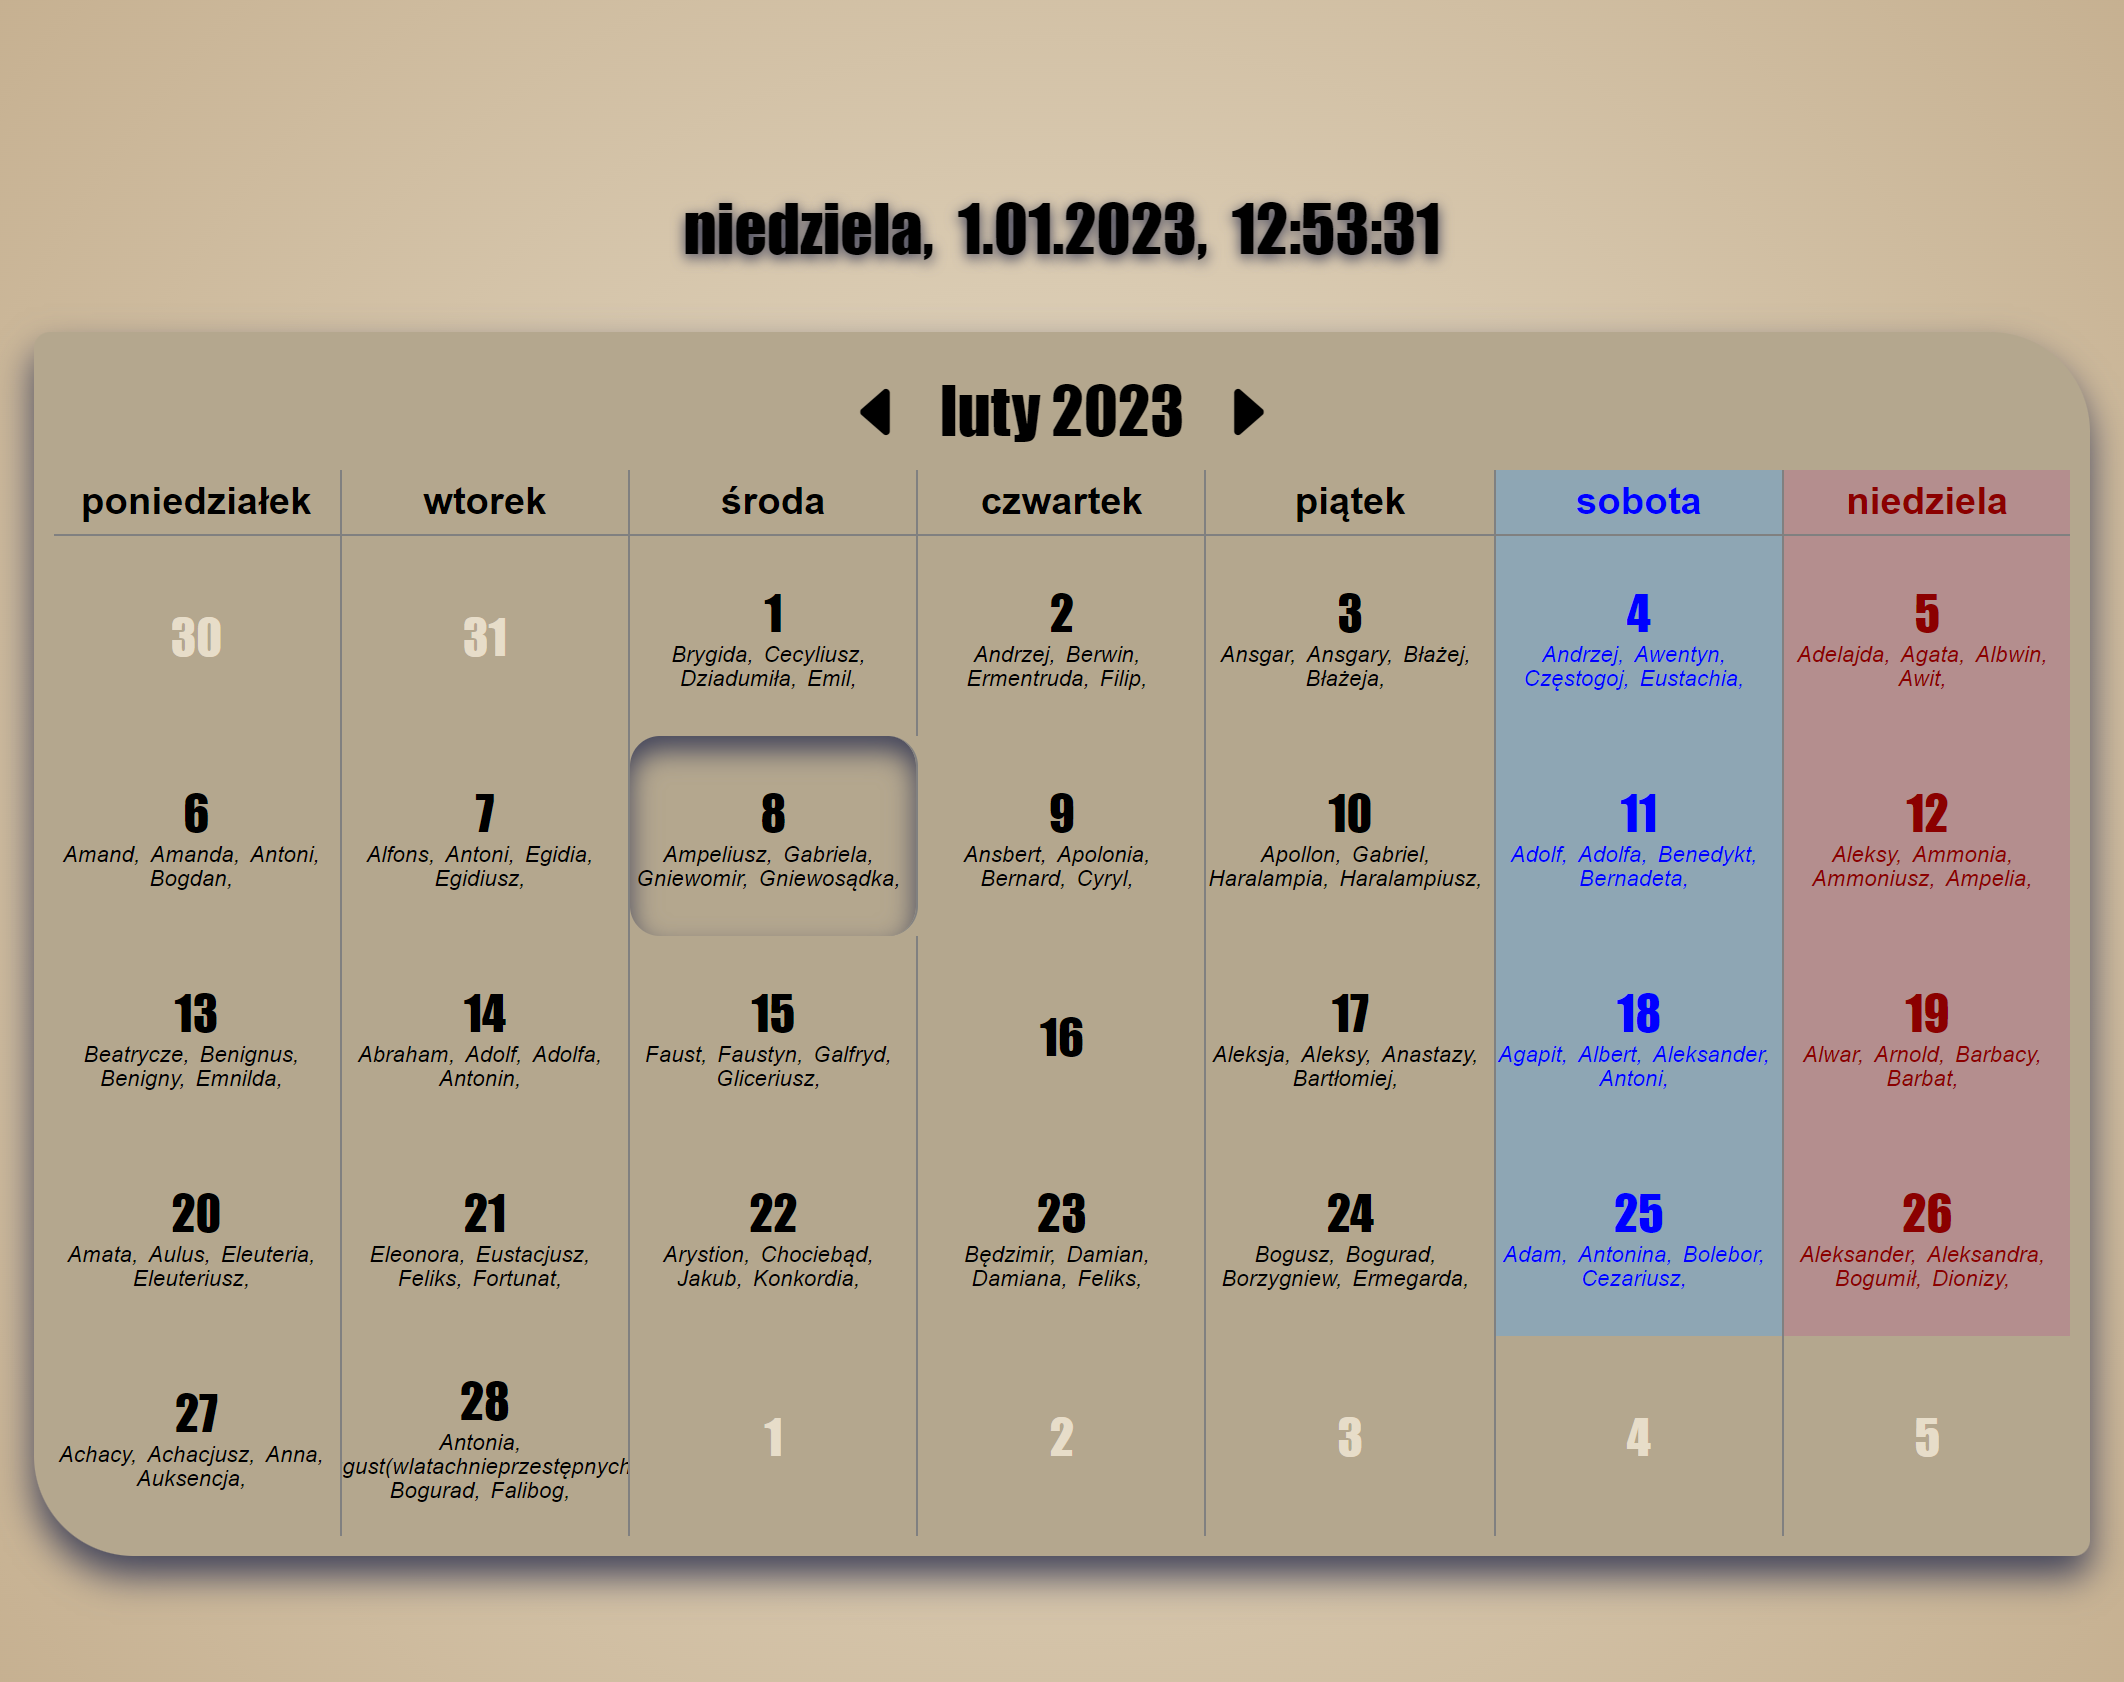 niedziela, 1.01.2023, 12:53:31
luty 2023
poniedziałek wtorek środa czwartek piątek sobota niedziela
30 31 1 2 3 4 5
Brygida, Cecyliusz, Andrzej, Berwin, Ansgar, Ansgary, Błażej, Andrzej, Awentyn, Adelajda, Agata, Albwin,
Dziadumiła, Emil, Ermentruda, Filip, Błażeja, Częstogoj, Eustachia, Awit,
6 7 8 9 10 11 12
Amand, Amanda, Antoni, Alfons, Antoni, Egidia, Ampeliusz, Gabriela, Ansbert, Apolonia, Apollon, Gabriel, Adolf, Adolfa, Benedykt, Aleksy, Ammonia,
Bogdan, Egidiusz, Gniewomir, Gniewosądka, Bernard, Cyryl, Haralampia, Haralampiusz, Bernadeta, Ammoniusz, Ampelia,
13 14 15 16 17 18 19
Beatrycze, Benignus, Abraham, Adolf, Adolfa, Faust, Faustyn, Galfryd, Aleksja, Aleksy, Anastazy, Agapit, Albert, Aleksander, Alwar, Arnold, Barbacy,
Benigny, Emnilda, Antonin, Gliceriusz, Bartłomiej, Antoni, Barbat,
20 21 22 23 24 25 26
Amata, Aulus, Eleuteria, Eleonora, Eustacjusz, Arystion, Chociebąd, Będzimir, Damian, Bogusz, Bogurad, Adam, Antonina, Bolebor, Aleksander, Aleksandra,
Eleuteriusz, Feliks, Fortunat, Jakub, Konkordia, Damiana, Feliks, Borzygniew, Ermegarda, Cezariusz, Bogumił, Dionizy,
27 28 1 2 3 4 5
Achacy, Achacjusz, Anna, Antonia,
Auksencja, gust(wlatachnieprzestępnych
Bogurad, Falibog,